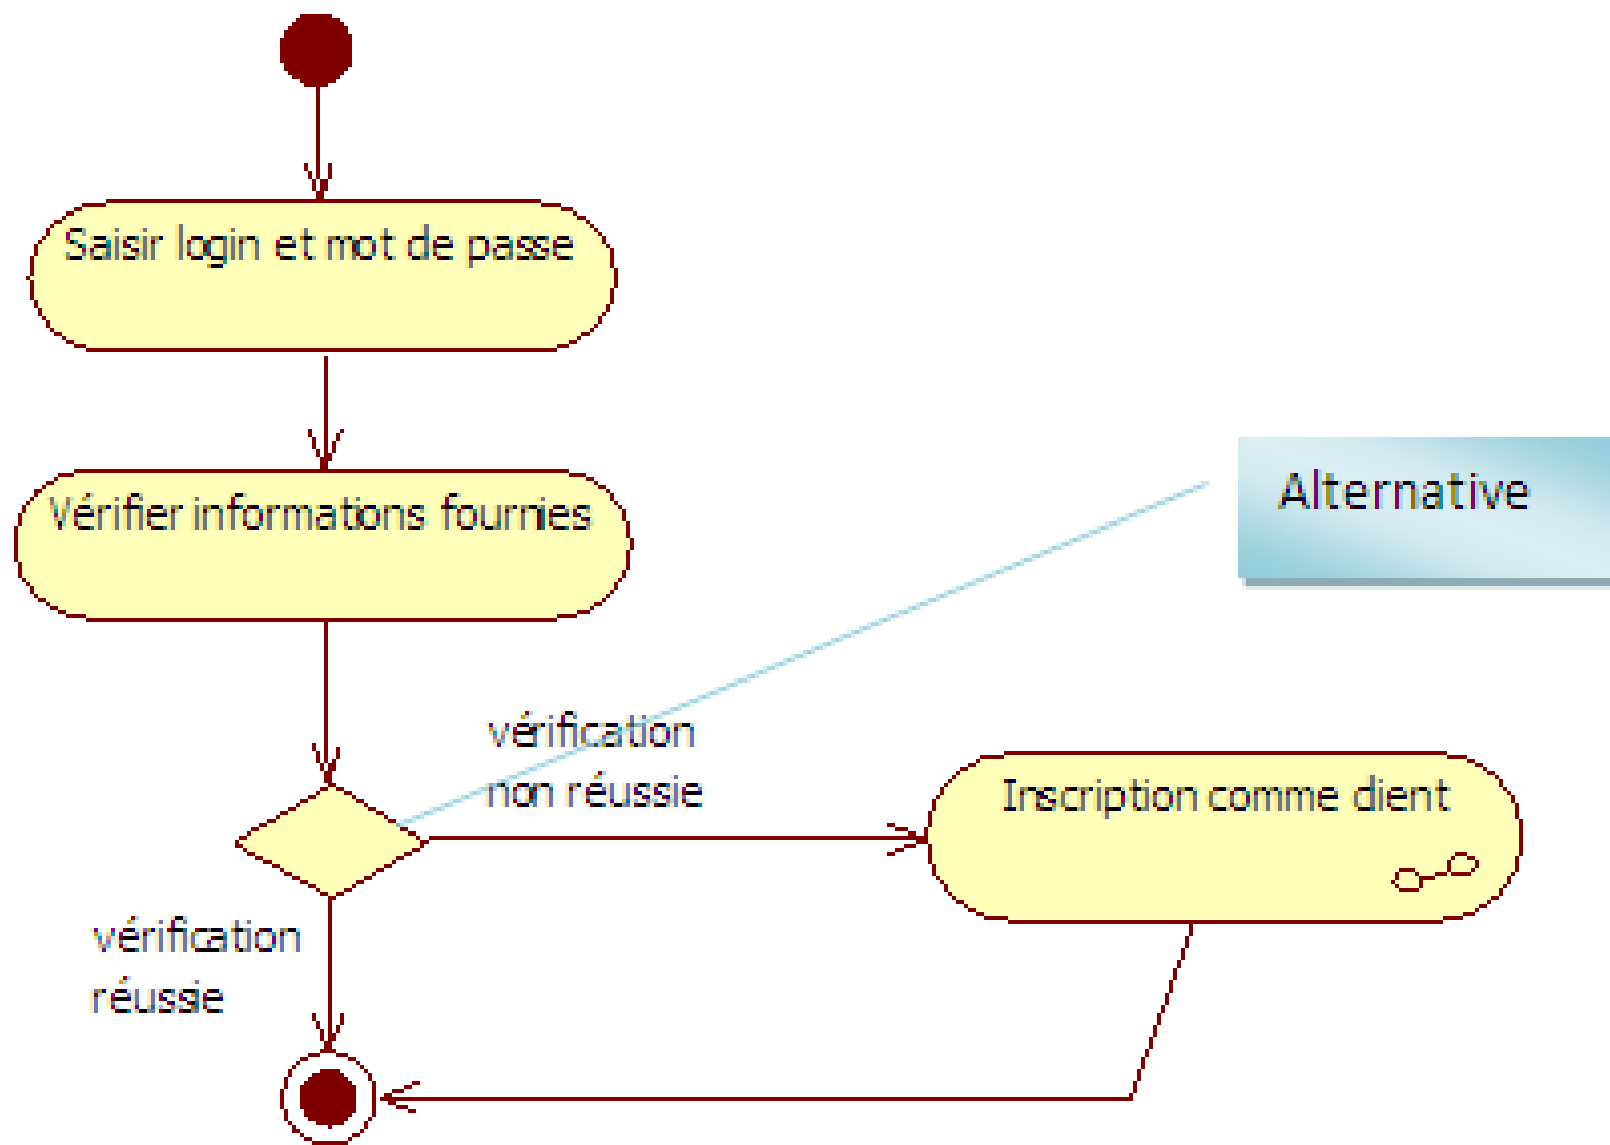 Saisir login et mot de passe
Vérifier informations fournies
Alternative
vérification
non réussie
Inscription comme client
vérification
réussie